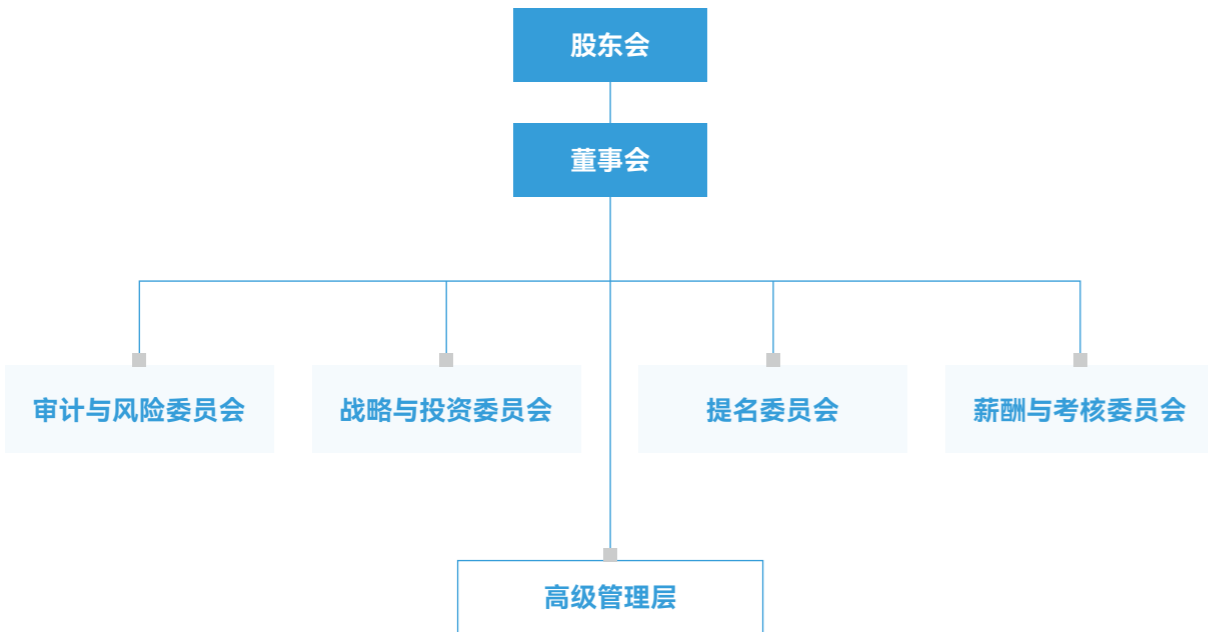 股东会
董事会
审计与风险委员会
战略与投资委员会
提名委员会
薪酬与考核委员会
高级管理层